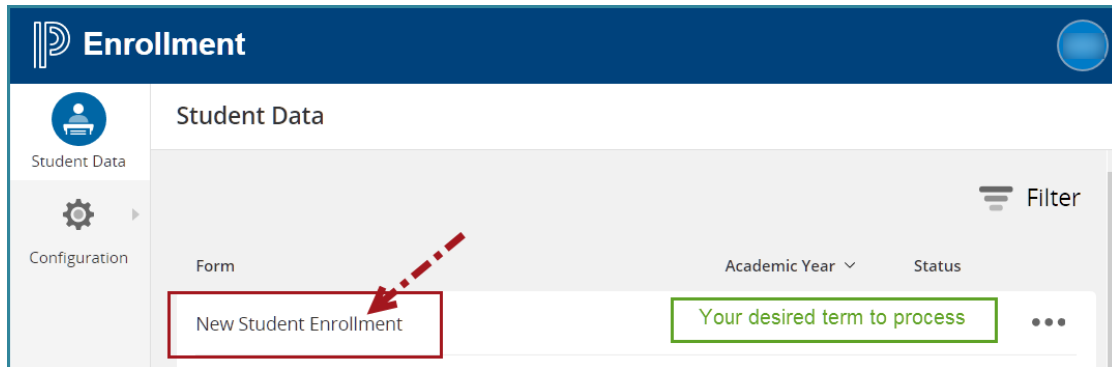 Enrollment
Student Data
Student Data
Filter
Configuration
Form Academic Year Status
New Student Enrollment Your desired term to process